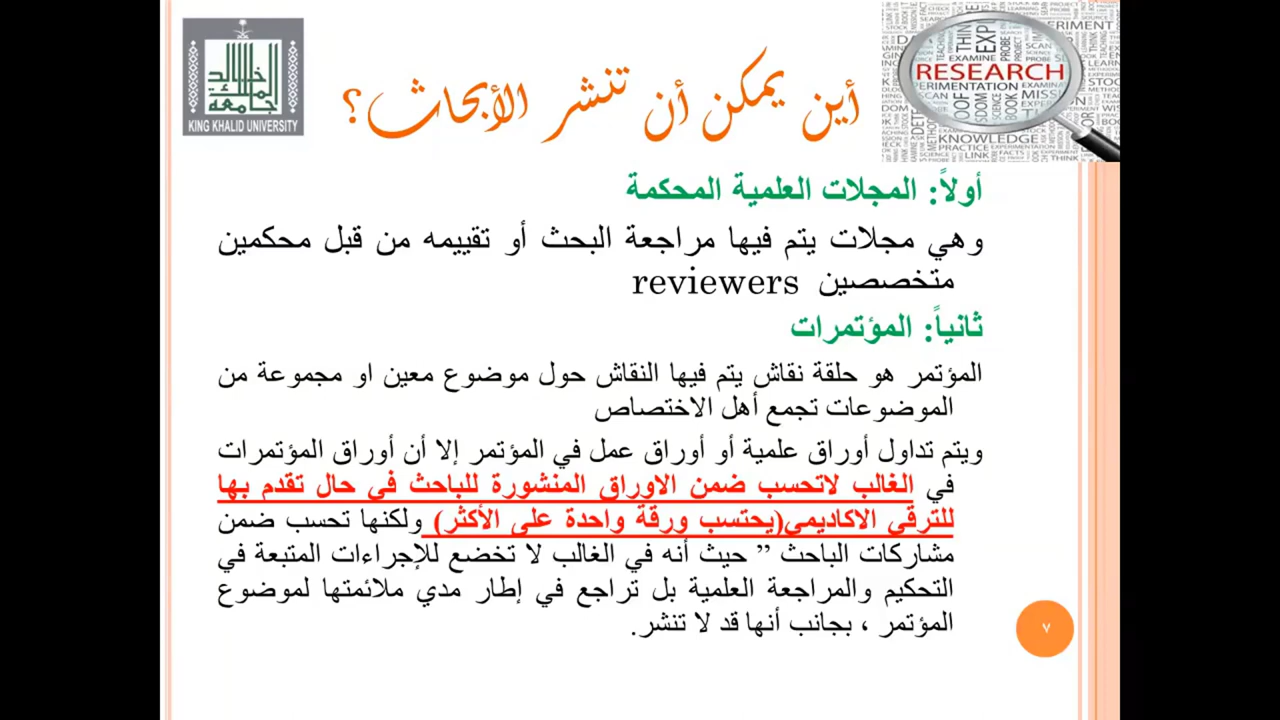 جامعة الملك خالد
KING KHALID UNIVERSITY
RESEARCH
أين يمكن أن تنشر الأبحاث؟
أولاً: المجلات العلمية المحكمة
وهي مجلات يتم فيها مراجعة البحث أو تقييمه من قبل محكمين
متخصصين reviewers
ثانياً: المؤتمرات
المؤتمر هو حلقة نقاش يتم فيها النقاش حول موضوع معين او مجموعة من
الموضوعات تجمع أهل الاختصاص
ويتم تداول أوراق علمية أو أوراق عمل في المؤتمر إلا أن أوراق المؤتمرات
في الغالب لاتحسب ضمن الاوراق المنشورة للباحث في حال تقدم بها
للترقي الاكاديمي(يحتسب ورقة واحدة على الأكثر) ولكنها تحسب ضمن
مشاركات الباحث " حيث أنه في الغالب لا تخضع للإجراءات المتبعة في
التحكيم والمراجعة العلمية بل تراجع في إطار مدي ملائمتها لموضوع
المؤتمر ، بجانب أنها قد لا تنشر.
٧